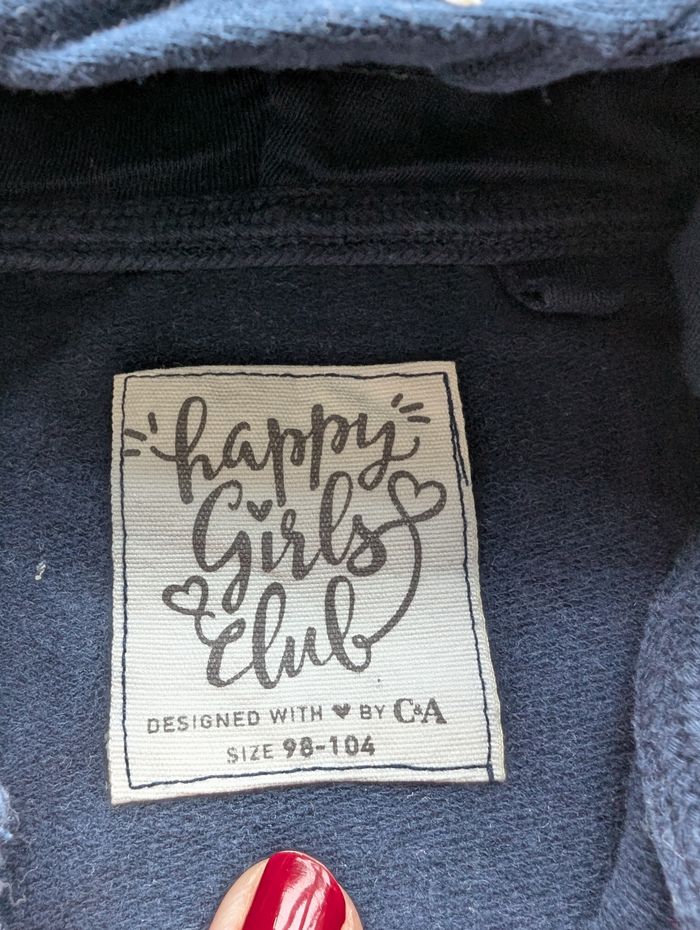 happy
Girls
Club
DESIGNED WITH ♥ BY C&A
SIZE 98-104